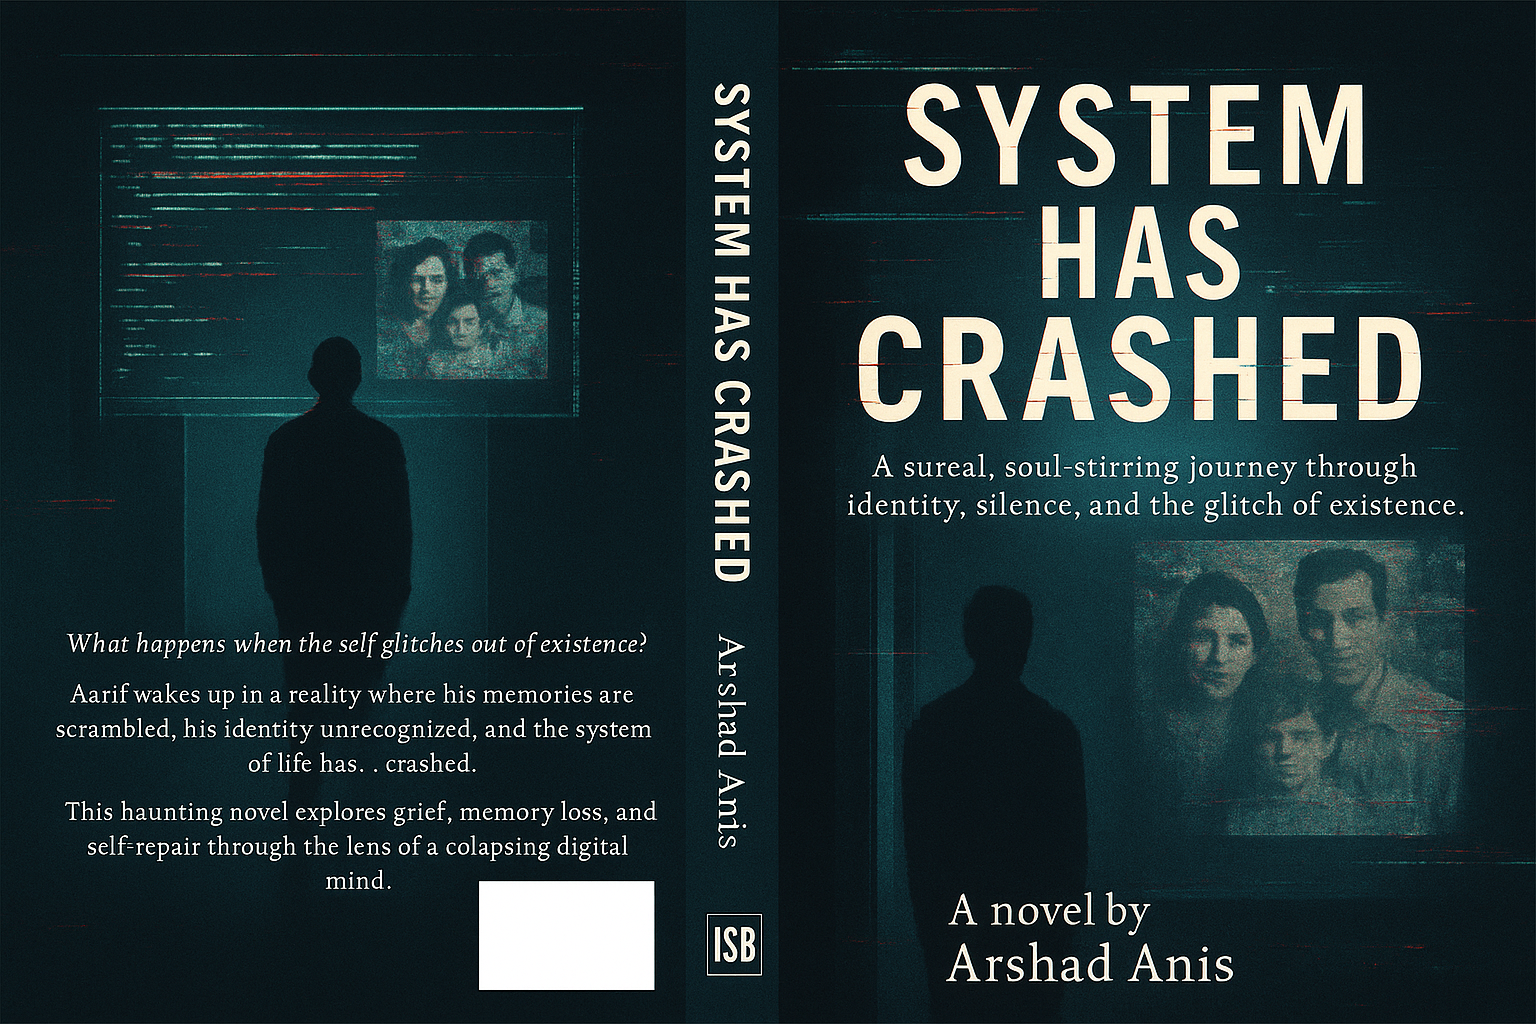 What happens when the self glitches out of existence?
Aarif wakes up in a reality where his memories are
scrambled, his identity unrecognized, and the system
of life has. . crashed.
This haunting novel explores grief, memory loss, and
self-repair through the lens of a colapsing digital
mind.
SYSTEM HAS CRASHED
Arshad Anis
ISB
SYSTEM
HAS
CRASHED
A sureal, soul-stirring journey through
identity, silence, and the glitch of existence.
A novel by
Arshad Anis